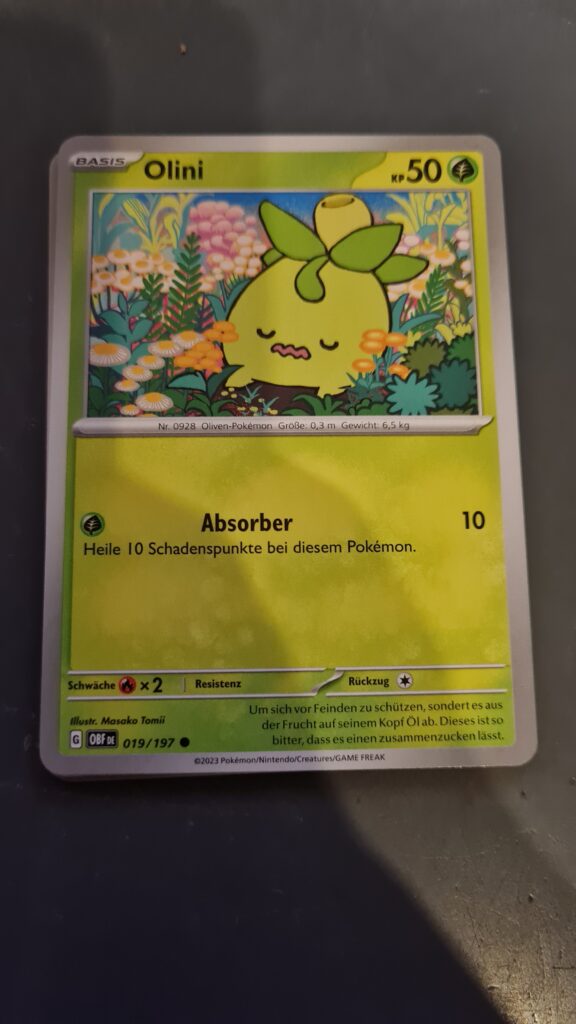 BASIS Olini KP 50
Nr. 0928 Oliven-Pokémon Größe: 0,3 m Gewicht: 6,5 kg
Absorber 10
Heile 10 Schadenspunkte bei diesem Pokémon.
Schwäche ×2 Resistenz Rückzug
Illustr. Masako Tomii
G OBF DE 019/197
Um sich vor Feinden zu schützen, sondert es aus
der Frucht auf seinem Kopf Öl ab. Dieses ist so
bitter, dass es einen zusammenzucken lässt.
©2023 Pokémon/Nintendo/Creatures/GAME FREAK